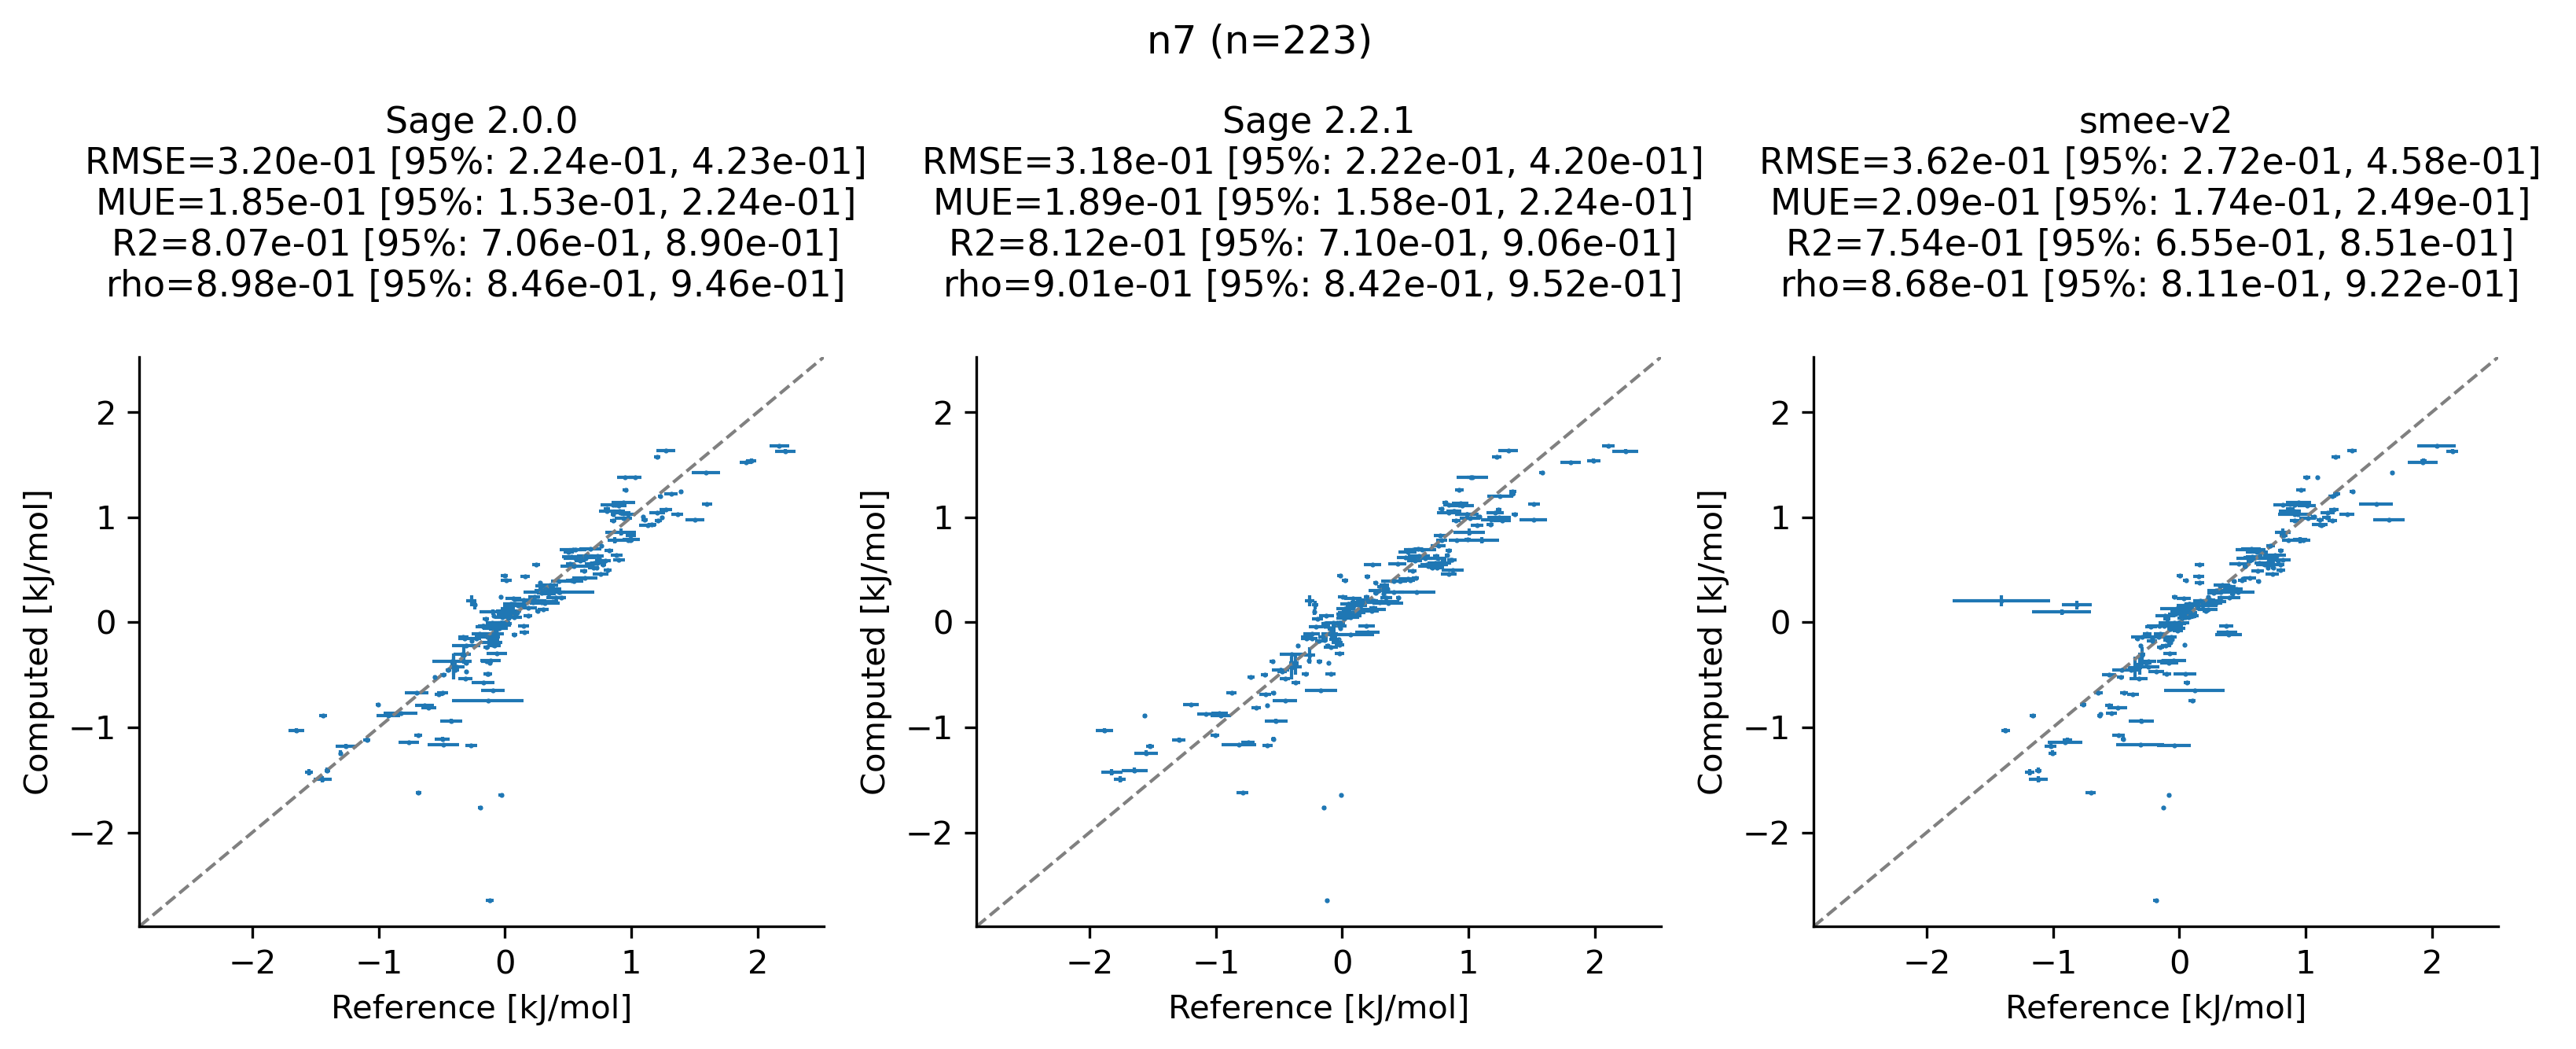 n7 (n=223)
Sage 2.0.0
RMSE=3.20e-01 [95%: 2.24e-01, 4.23e-01]
MUE=1.85e-01 [95%: 1.53e-01, 2.24e-01]
R2=8.07e-01 [95%: 7.06e-01, 8.90e-01]
rho=8.98e-01 [95%: 8.46e-01, 9.46e-01]
2
1
0
−1
−2
Computed [kJ/mol]
−2 −1 0 1 2
Reference [kJ/mol]
Sage 2.2.1
RMSE=3.18e-01 [95%: 2.22e-01, 4.20e-01]
MUE=1.89e-01 [95%: 1.58e-01, 2.24e-01]
R2=8.12e-01 [95%: 7.10e-01, 9.06e-01]
rho=9.01e-01 [95%: 8.42e-01, 9.52e-01]
2
1
0
−1
−2
Computed [kJ/mol]
−2 −1 0 1 2
Reference [kJ/mol]
smee-v2
RMSE=3.62e-01 [95%: 2.72e-01, 4.58e-01]
MUE=2.09e-01 [95%: 1.74e-01, 2.49e-01]
R2=7.54e-01 [95%: 6.55e-01, 8.51e-01]
rho=8.68e-01 [95%: 8.11e-01, 9.22e-01]
2
1
0
−1
−2
Computed [kJ/mol]
−2 −1 0 1 2
Reference [kJ/mol]